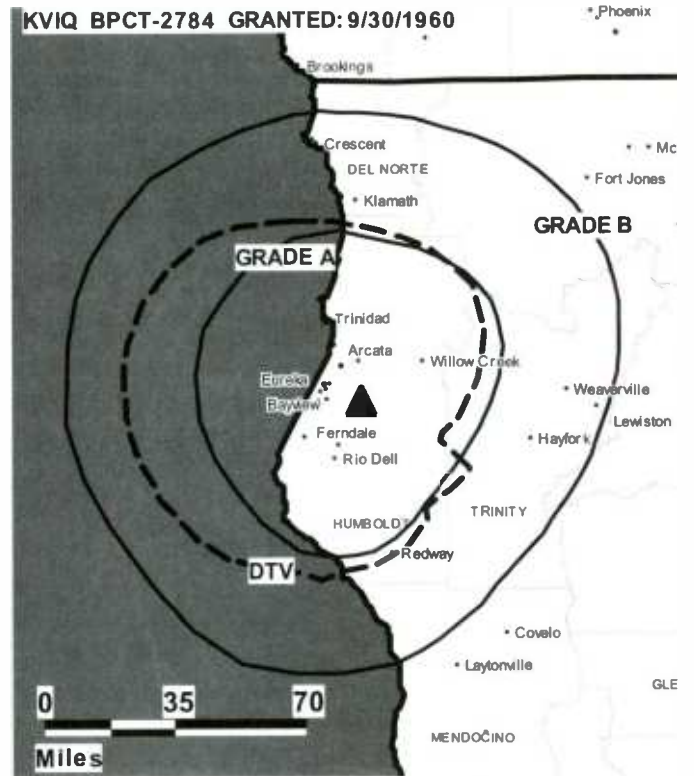 KVIQ BPCT-2784 GRANTED: 9/30/1960
Phoenix
Brookings
Crescent
Mc
DEL NORTE
Fort Jones
Klamath
GRADE B
GRADE A
Trinidad
Arcata
Willow Creek
Eureka
Weaverville
Bayview
Lewiston
Ferndale
Hayfork
Rio Dell
TRINITY
HUMBOLDT
Redway
DTV
Covelo
Laytonville
GLE
0 35 70
MENDOCINO
Miles